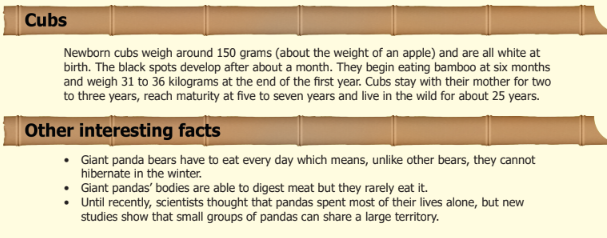 Cubs
Newborn cubs weigh around 150 grams (about the weight of an apple) and are all white at
birth. The black spots develop after about a month. They begin eating bamboo at six months
and weigh 31 to 36 kilograms at the end of the first year. Cubs stay with their mother for two
to three years, reach maturity at five to seven years and live in the wild for about 25 years.
Other interesting facts
• Giant panda bears have to eat every day which means, unlike other bears, they cannot
hibernate in the winter.
• Giant pandas' bodies are able to digest meat but they rarely eat it.
• Until recently, scientists thought that pandas spent most of their lives alone, but new
studies show that small groups of pandas can share a large territory.